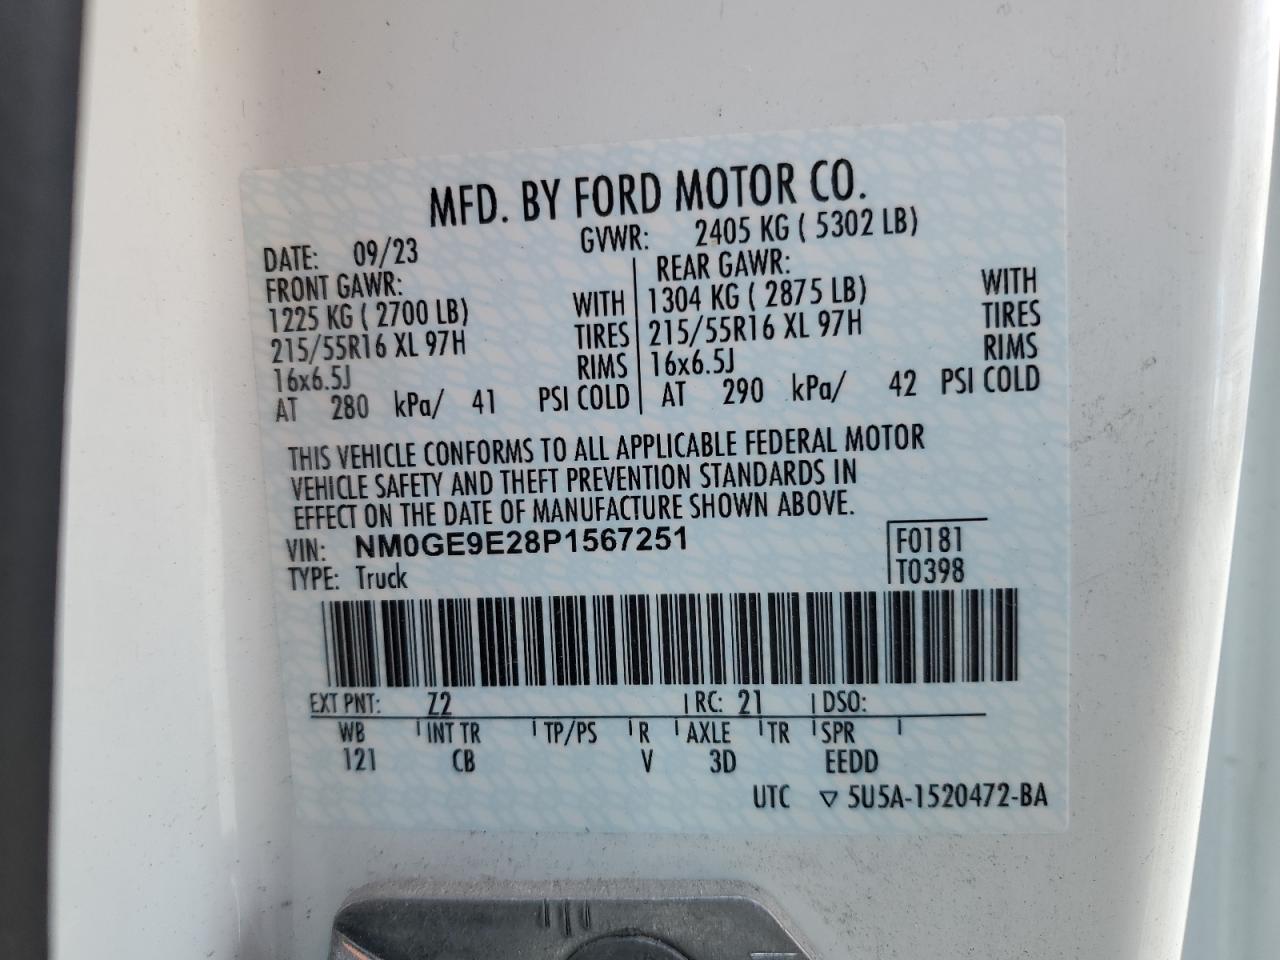 MFD. BY FORD MOTOR CO.
DATE: 09/23 GVWR: 2405 KG ( 5302 LB)
FRONT GAWR: REAR GAWR:
1225 KG ( 2700 LB) WITH 1304 KG ( 2875 LB) WITH
215/55R16 XL 97H TIRES 215/55R16 XL 97H TIRES
16x6.5J RIMS 16x6.5J RIMS
AT 280 kPa/ 41 PSI COLD AT 290 kPa/ 42 PSI COLD
THIS VEHICLE CONFORMS TO ALL APPLICABLE FEDERAL MOTOR
VEHICLE SAFETY AND THEFT PREVENTION STANDARDS IN
EFFECT ON THE DATE OF MANUFACTURE SHOWN ABOVE.
VIN: NM0GE9E28P1567251 F0181
TYPE: Truck T0398
EXT PNT: Z2 RC: 21 DSO:
WB INT TR TP/PS R AXLE TR SPR
121 CB V 3D EEDD
UTC ▽ 5U5A-1520472-BA